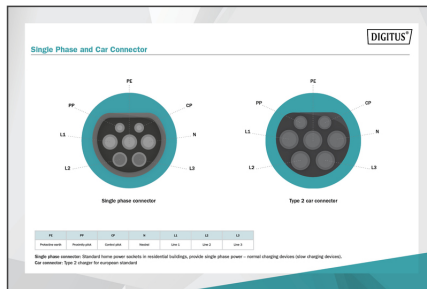 DIGITUS®
Single Phase and Car Connector
PE
PP
CP
L1
N
L2
L3
Single phase connector
PE
PP
CP
L1
N
L2
L3
Type 2 car connector
PE PP CP N L1 L2 L3
Protective earth Proximity pilot Control pilot Neutral Line 1 Line 2 Line 3
Single phase connector: Standard home power sockets in residential buildings, provide single phase power – normal charging devices (slow charging devices).
Car connector: Type 2 charger for european standard